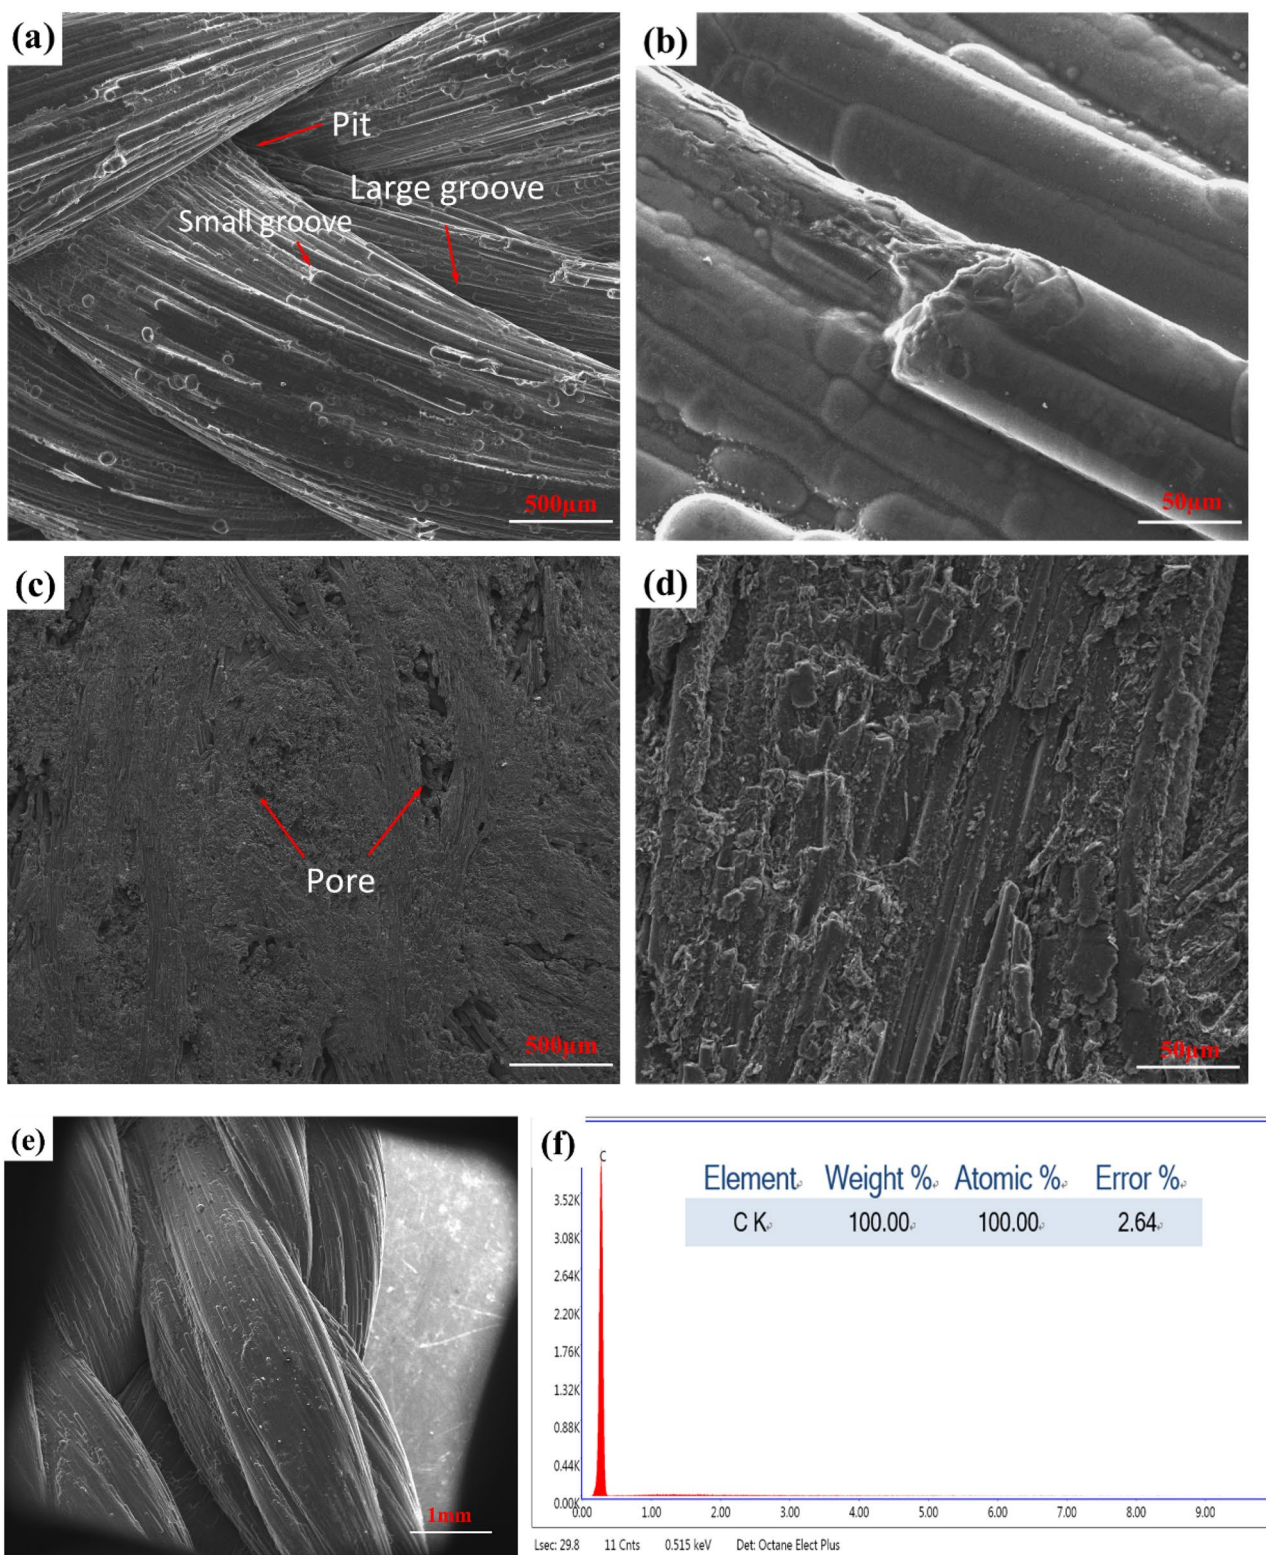 (a)
Pit
Large groove
Small groove
500μm
(b)
50μm
(c)
Pore
500μm
(d)
50μm
(e)
1mm
(f)
C
Element Weight % Atomic % Error %
C K 100.00 100.00 2.64
3.52K
3.08K
2.64K
2.20K
1.76K
1.32K
0.88K
0.44K
0.00K
0.00 1.00 2.00 3.00 4.00 5.00 6.00 7.00 8.00 9.00
Lsec: 29.8 11 Cnts 0.515 keV Det: Octane Elect Plus